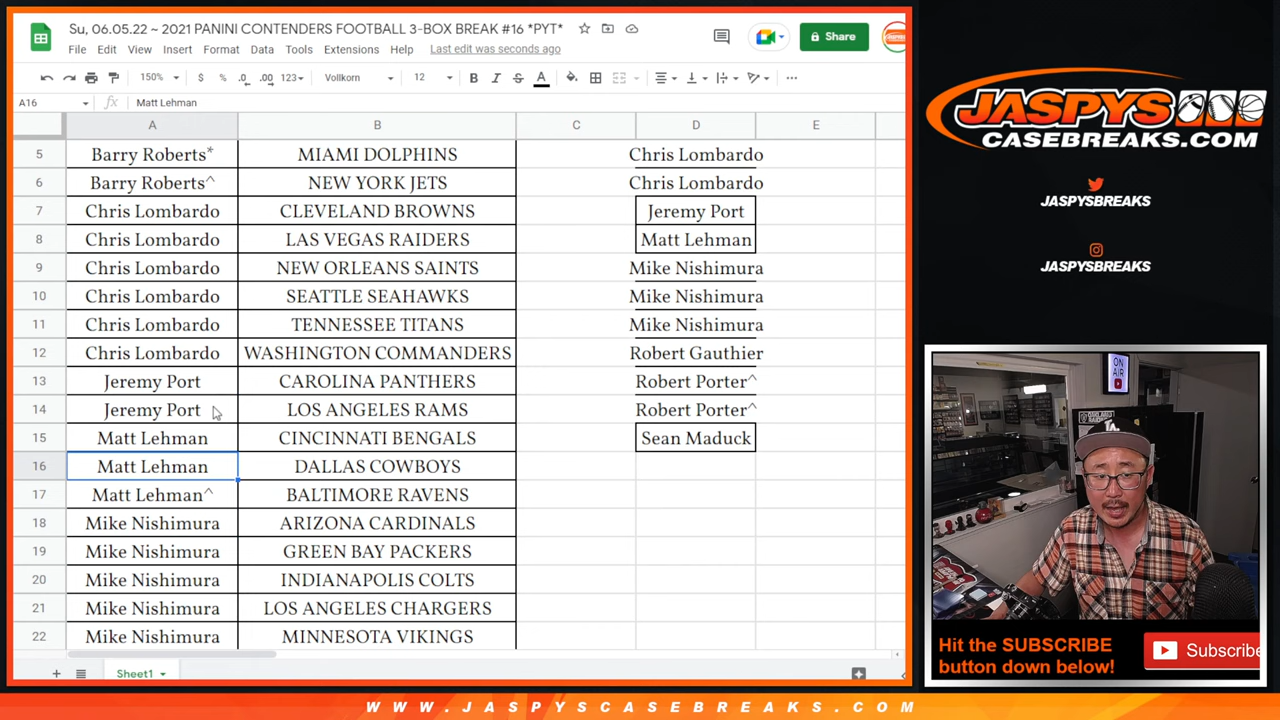 Su, 06.05.22 ~ 2021 PANINI CONTENDERS FOOTBALL 3-BOX BREAK #16 *PYT*
Share
File Edit View Insert Format Data Tools Extensions Help Last edit was seconds ago
150% $ % .0 .00 123 Vollkorn 12 B I S A
A16 fx Matt Lehman
A B C D E
5 Barry Roberts* MIAMI DOLPHINS Chris Lombardo
6 Barry Roberts^ NEW YORK JETS Chris Lombardo
7 Chris Lombardo CLEVELAND BROWNS Jeremy Port
8 Chris Lombardo LAS VEGAS RAIDERS Matt Lehman
9 Chris Lombardo NEW ORLEANS SAINTS Mike Nishimura
10 Chris Lombardo SEATTLE SEAHAWKS Mike Nishimura
11 Chris Lombardo TENNESSEE TITANS Mike Nishimura
12 Chris Lombardo WASHINGTON COMMANDERS Robert Gauthier
13 Jeremy Port CAROLINA PANTHERS Robert Porter^
14 Jeremy Port LOS ANGELES RAMS Robert Porter^
15 Matt Lehman CINCINNATI BENGALS Sean Maduck
16 Matt Lehman DALLAS COWBOYS
17 Matt Lehman^ BALTIMORE RAVENS
18 Mike Nishimura ARIZONA CARDINALS
19 Mike Nishimura GREEN BAY PACKERS
20 Mike Nishimura INDIANAPOLIS COLTS
21 Mike Nishimura LOS ANGELES CHARGERS
22 Mike Nishimura MINNESOTA VIKINGS
Sheet1
JASPYS
CASEBREAKS.COM
JASPYSBREAKS
JASPYSBREAKS
ON AIR
LA
Hit the SUBSCRIBE
button down below!
Subscribe
WWW.JASPYSCASEBREAKS.COM